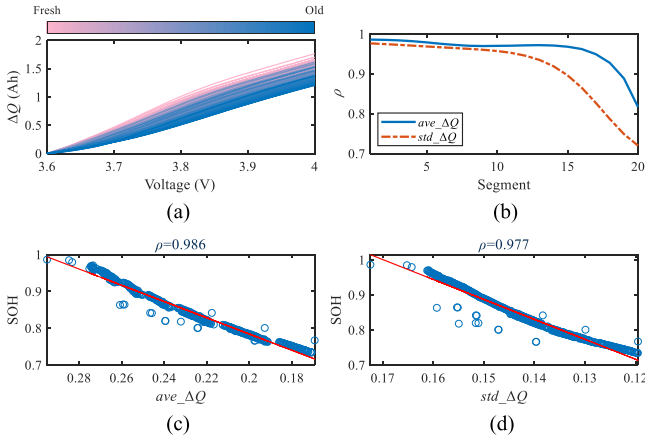 Fresh Old
2
1.5
1
0.5
0
ΔQ (Ah)
3.6 3.7 3.8 3.9 4
Voltage (V)
(a)
1
0.9
0.8
0.7
ρ
ave_ΔQ
std_ΔQ
5 10 15 20
Segment
(b)
ρ=0.986
1
0.9
0.8
0.7
SOH
0.28 0.26 0.24 0.22 0.2 0.18
ave_ΔQ
(c)
ρ=0.977
1
0.9
0.8
0.7
SOH
0.17 0.16 0.15 0.14 0.13 0.12
std_ΔQ
(d)